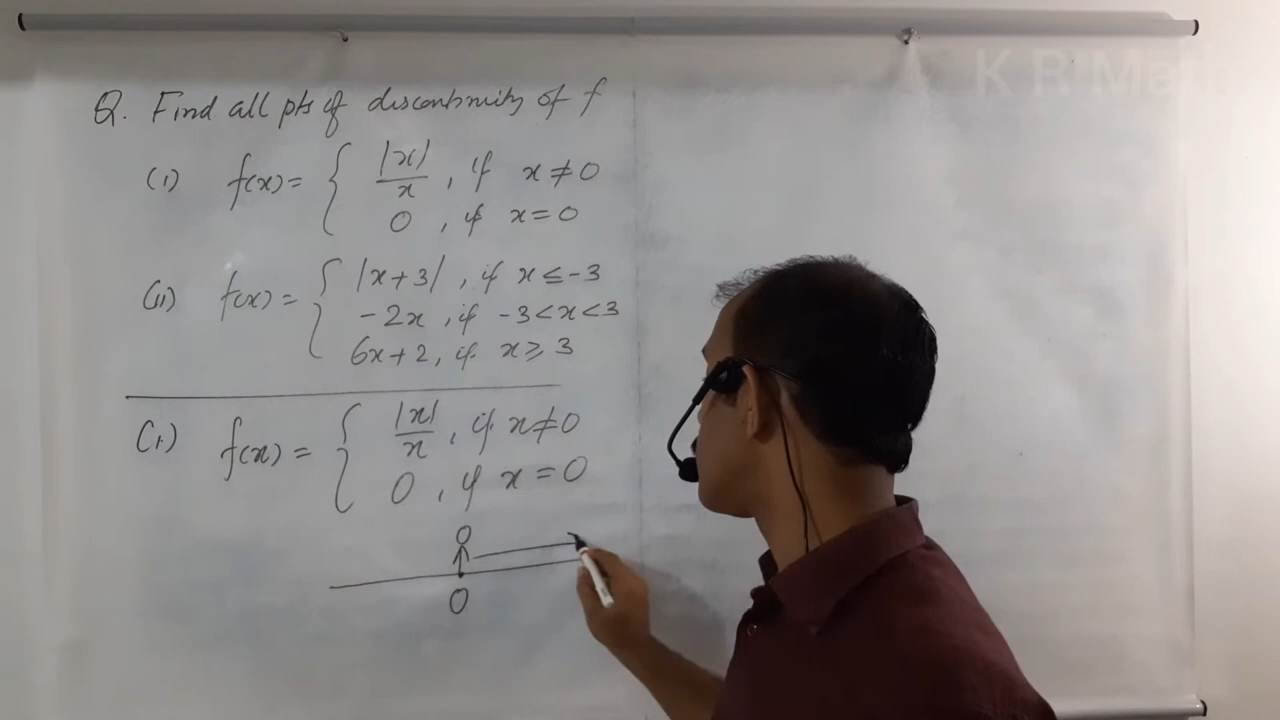 K R Mat
Q. Find all pts of discontinuity of f
(i) f(x) = { |x|/x , if x ≠ 0
0 , if x = 0
(ii) f(x) = { |x+3| , if x ≤ -3
-2x , if -3<x<3
6x+2, if x ≥ 3
(i) f(x) = { |x|/x , if x≠0
0 , if x = 0
0
0